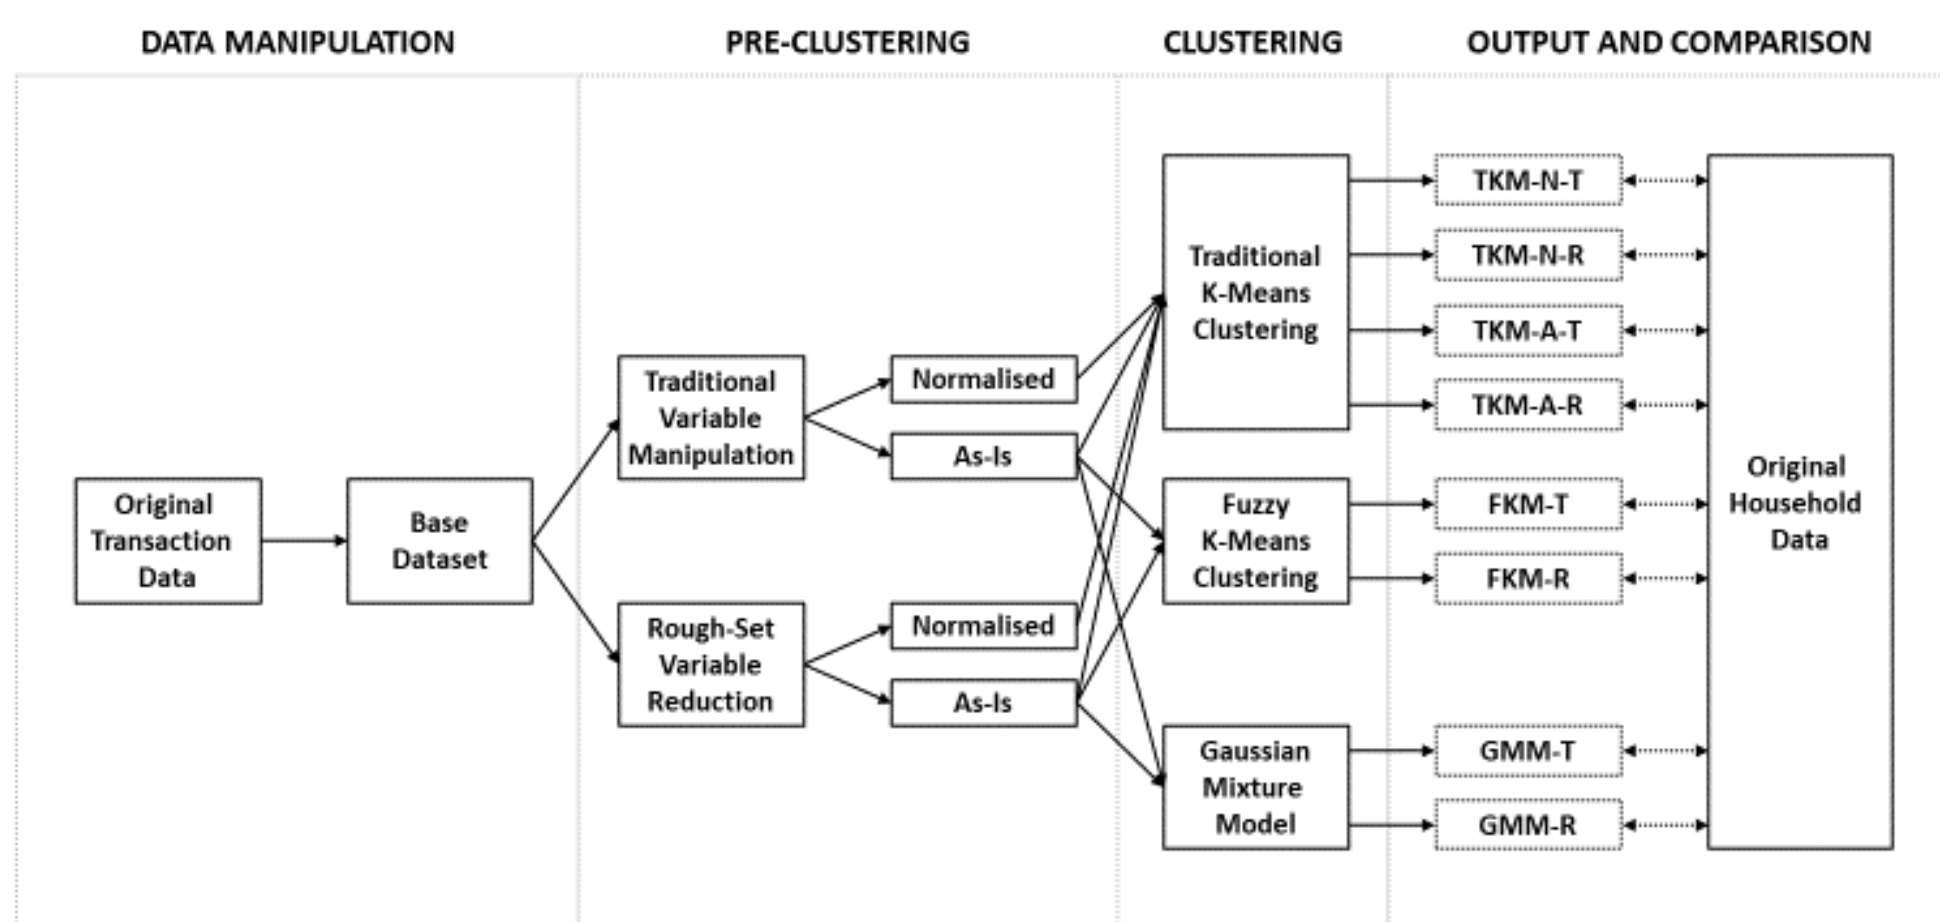 DATA MANIPULATION
PRE-CLUSTERING
CLUSTERING
OUTPUT AND COMPARISON
Original
Transaction
Data
Base
Dataset
Traditional
Variable
Manipulation
Rough-Set
Variable
Reduction
Normalised
As-Is
Normalised
As-Is
Traditional
K-Means
Clustering
Fuzzy
K-Means
Clustering
Gaussian
Mixture
Model
TKM-N-T
TKM-N-R
TKM-A-T
TKM-A-R
FKM-T
FKM-R
GMM-T
GMM-R
Original
Household
Data